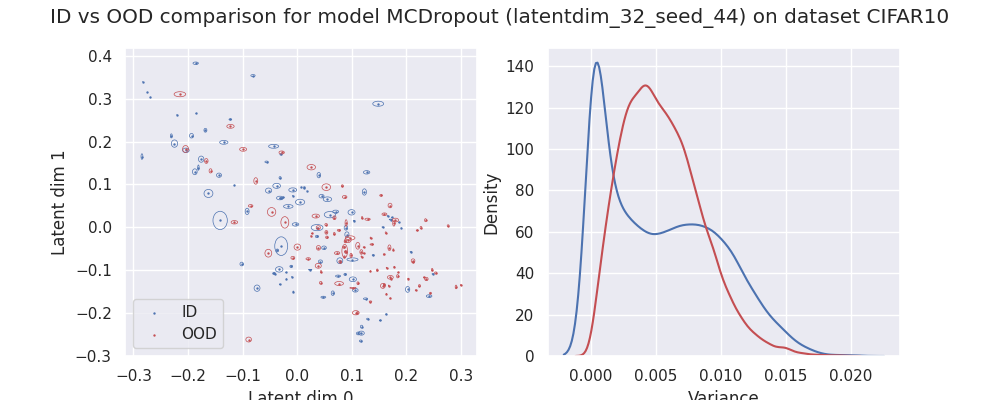 ID vs OOD comparison for model MCDropout (latentdim_32_seed_44) on dataset CIFAR10
Latent dim 1
0.4
0.3
0.2
0.1
0.0
−0.1
−0.2
−0.3
ID
OOD
−0.3 −0.2 −0.1 0.0 0.1 0.2 0.3
Latent dim 0
Density
140
120
100
80
60
40
20
0
0.000 0.005 0.010 0.015 0.020
Variance